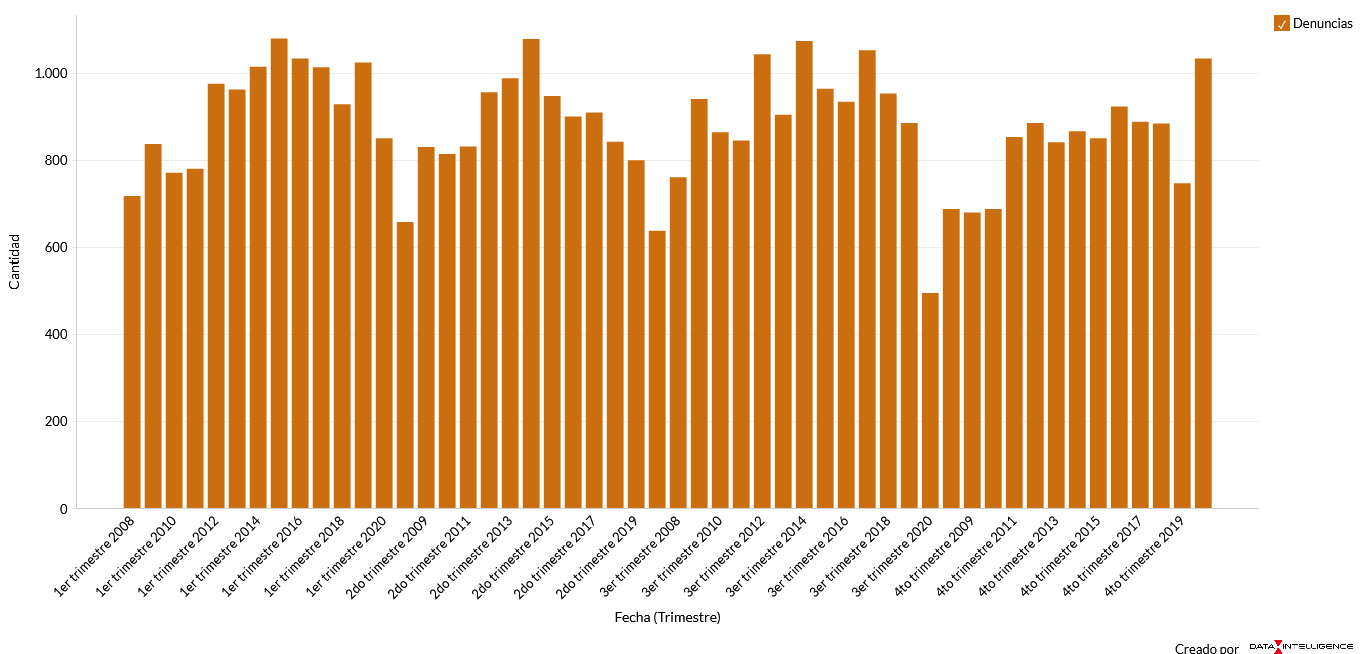 ✓ Denuncias
Cantidad
1.000
800
600
400
200
0
1er trimestre 2008
1er trimestre 2010
1er trimestre 2012
1er trimestre 2014
1er trimestre 2016
1er trimestre 2018
1er trimestre 2020
2do trimestre 2009
2do trimestre 2011
2do trimestre 2013
2do trimestre 2015
2do trimestre 2017
2do trimestre 2019
3er trimestre 2008
3er trimestre 2010
3er trimestre 2012
3er trimestre 2014
3er trimestre 2016
3er trimestre 2018
3er trimestre 2020
4to trimestre 2009
4to trimestre 2011
4to trimestre 2013
4to trimestre 2015
4to trimestre 2017
4to trimestre 2019
Fecha (Trimestre)
Creado por DATA INTELLIGENCE